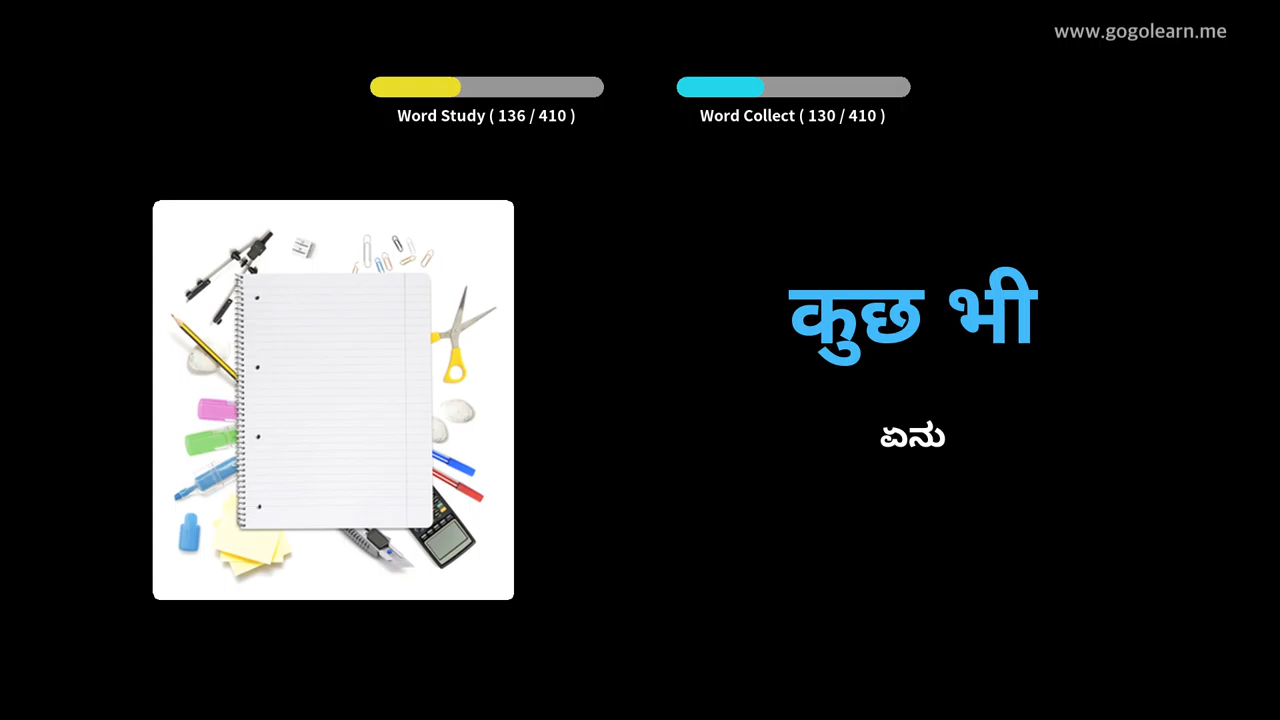 www.gogolearn.me
Word Study ( 136 / 410 )
Word Collect ( 130 / 410 )
कुछ भी
ಏನು